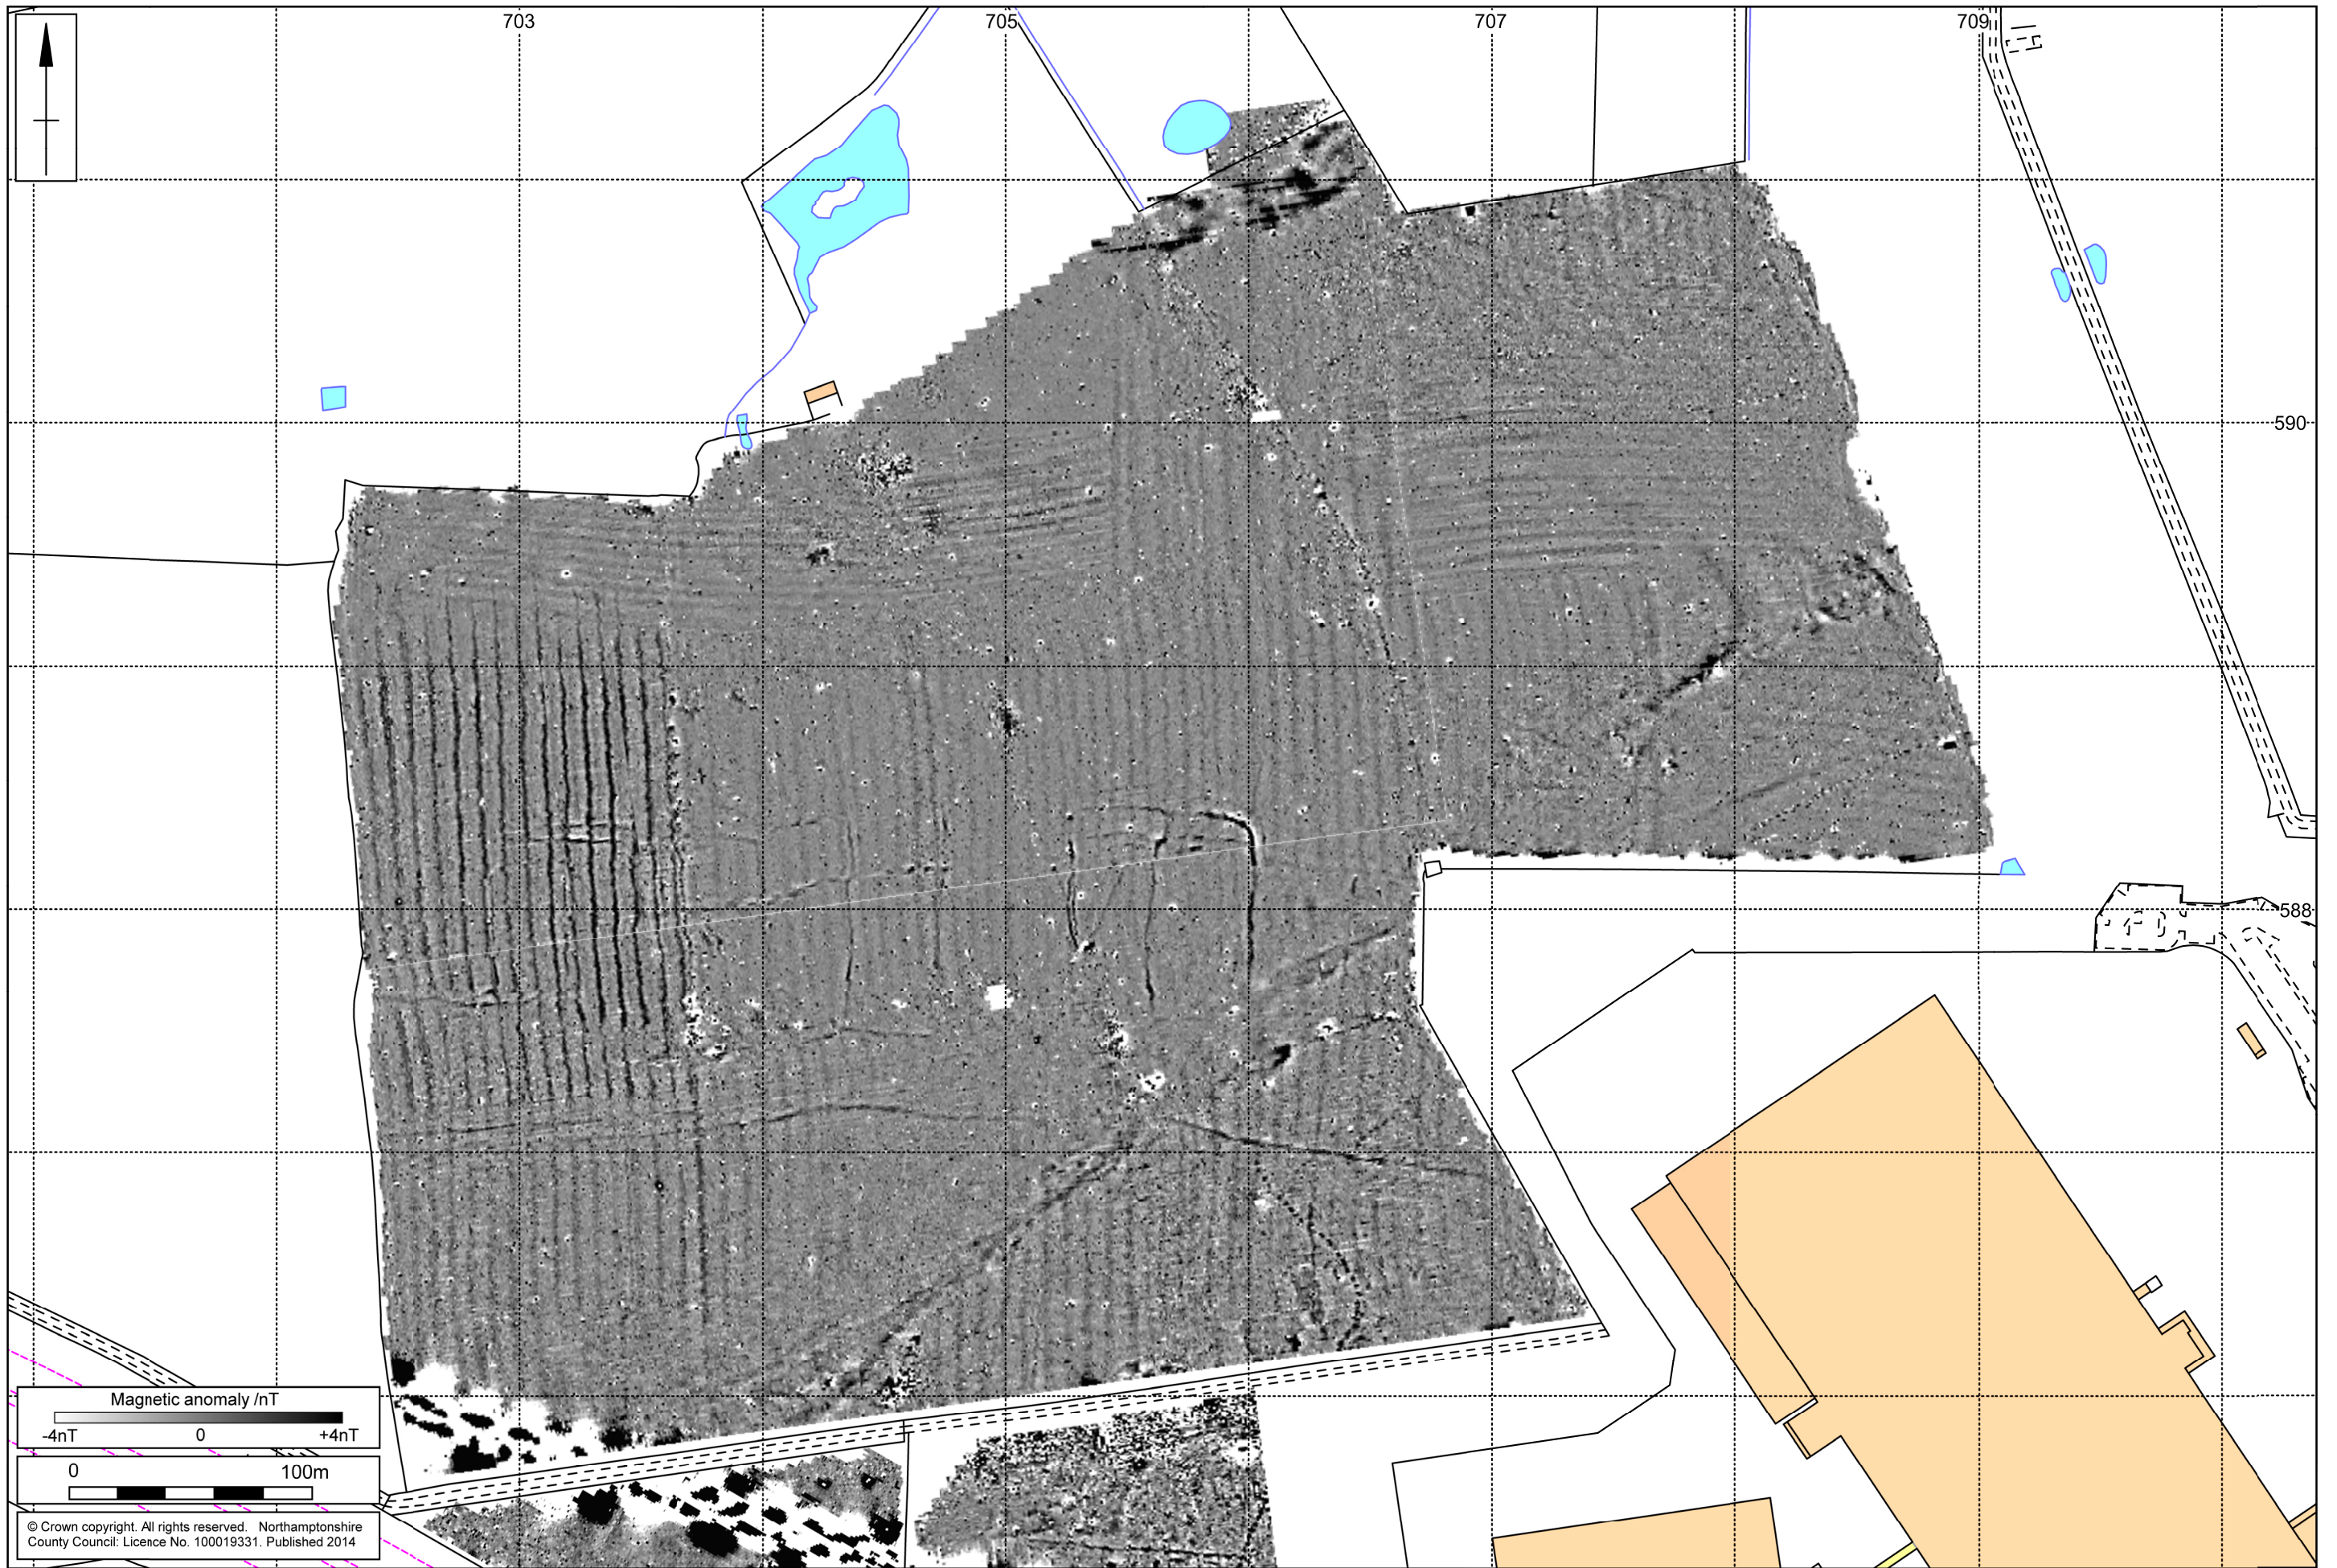 703 705 707 709
590
588
Magnetic anomaly /nT
-4nT 0 +4nT
0 100m
© Crown copyright. All rights reserved. Northamptonshire
County Council: Licence No. 100019331. Published 2014